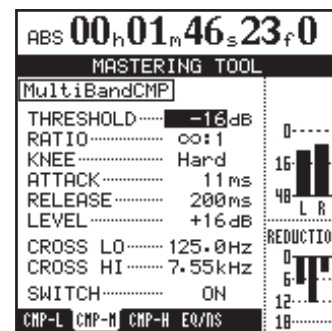 ABS 00h01m46s23f0
MASTERING TOOL
MultiBandCMP
THRESHOLD -16dB
RATIO ∞:1
KNEE Hard
ATTACK 11ms
RELEASE 200ms
LEVEL +16dB
CROSS LO 125.0Hz
CROSS HI 7.55kHz
SWITCH ON
CMP-L CMP-M CMP-H EQ/NS
0
16
48
L R
REDUCTIO
0
6
12
18